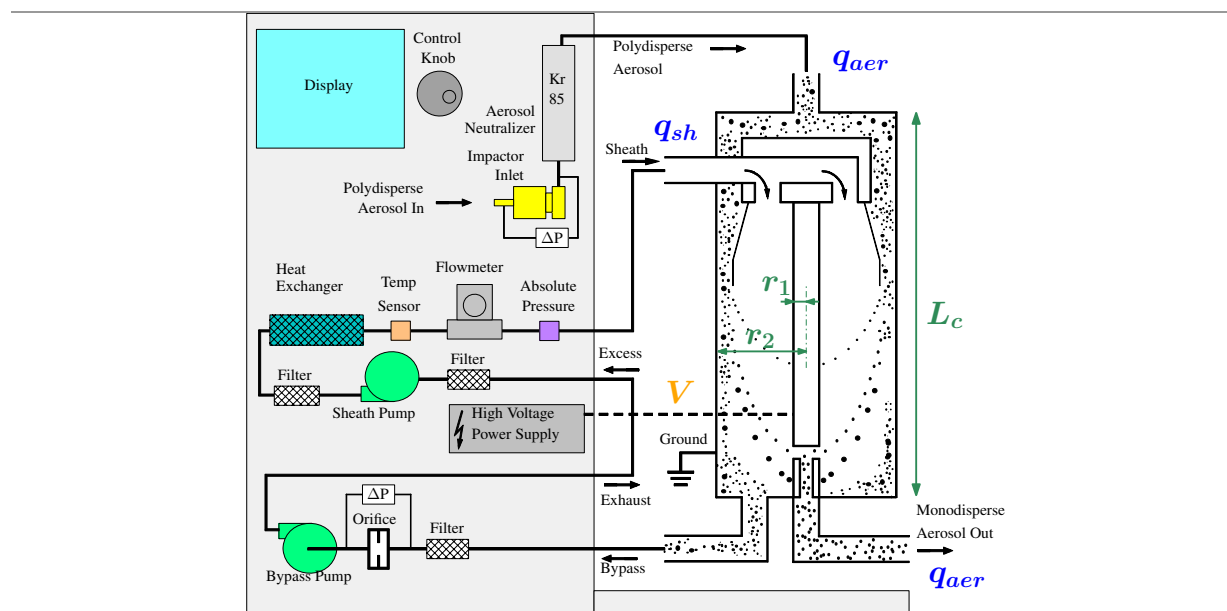 Display
Control
Knob
Kr
85
Aerosol
Neutralizer
Impactor
Inlet
Polydisperse
Aerosol In
ΔP
Polydisperse
Aerosol
q_aer
q_sh
Sheath
Heat
Exchanger
Temp
Sensor
Flowmeter
Absolute
Pressure
r_1
r_2
L_c
Filter
Sheath Pump
Filter
Excess
V
High Voltage
Power Supply
Ground
Exhaust
ΔP
Orifice
Filter
Bypass Pump
Bypass
Monodisperse
Aerosol Out
q_aer